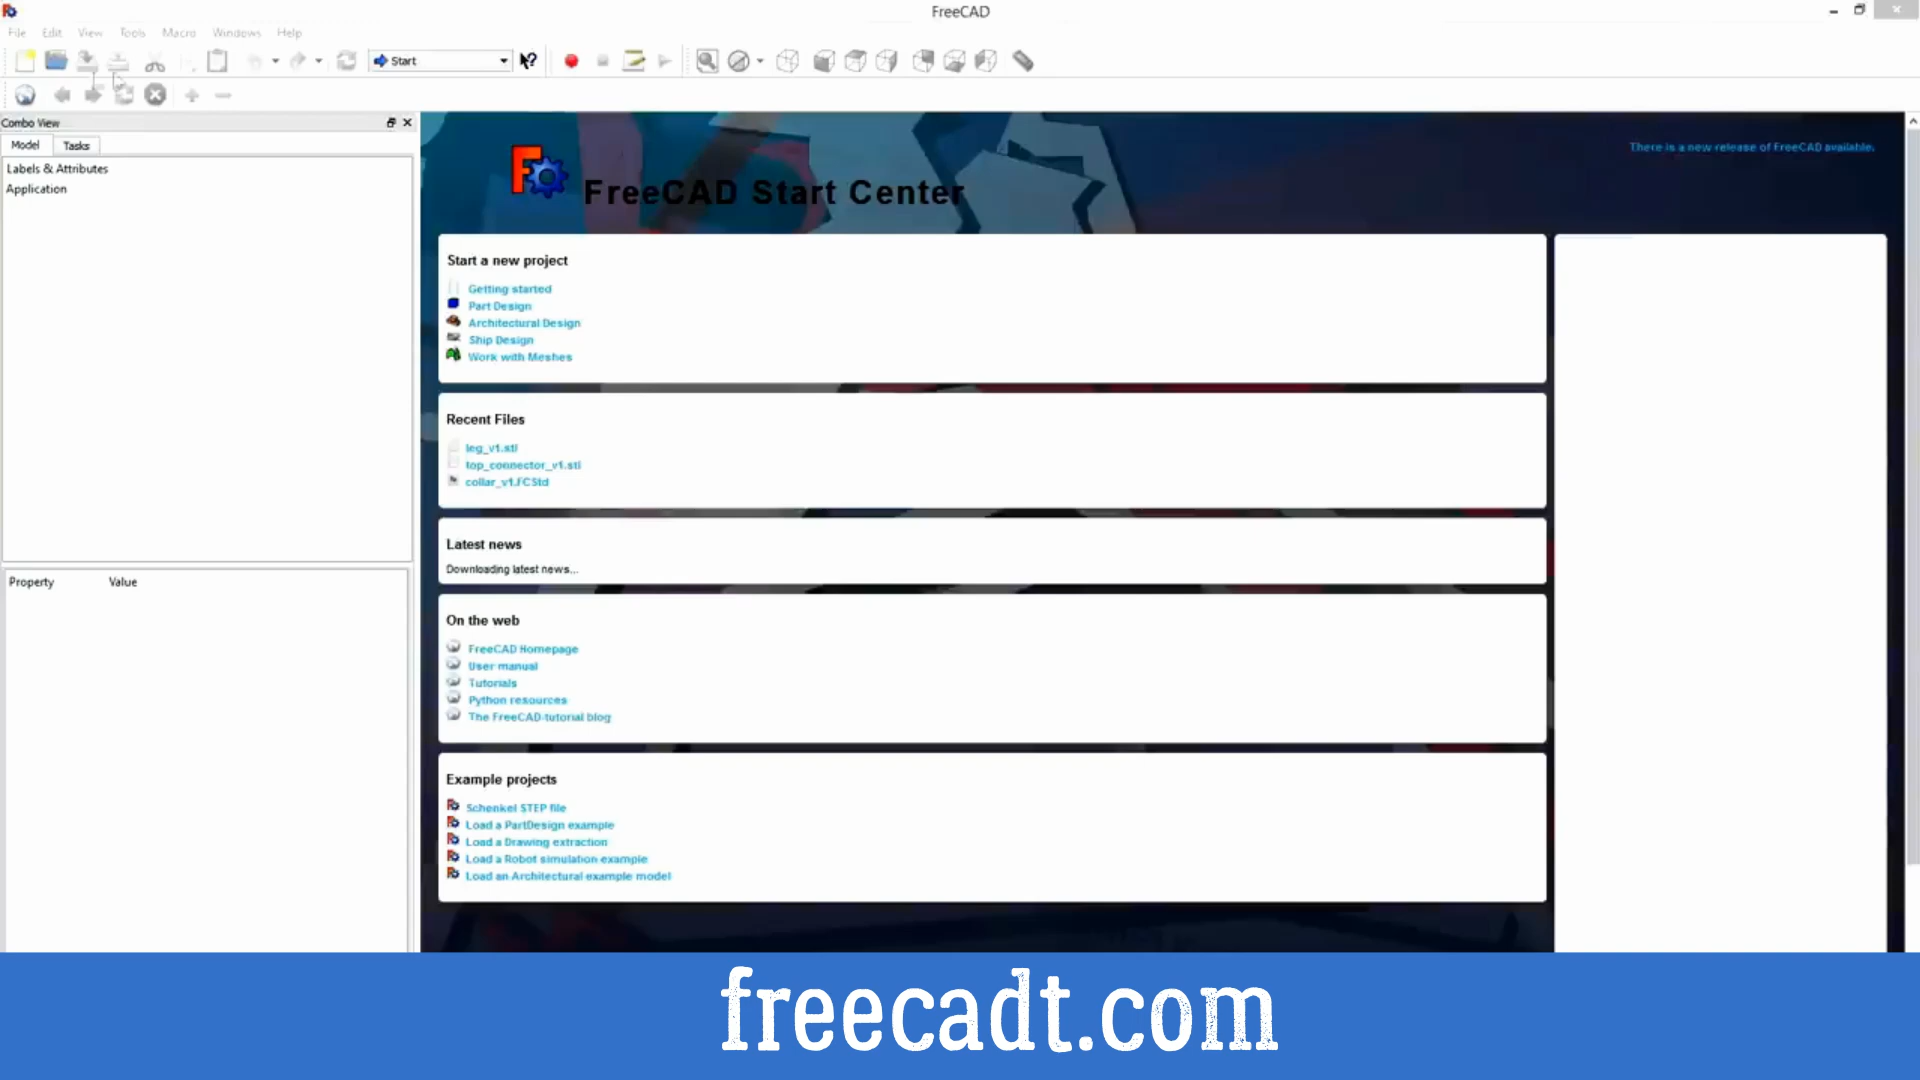 FreeCAD
File Edit View Tools Macro Windows Help
Start
Combo View
Model Tasks
Labels & Attributes
Application
Property Value
There is a new release of FreeCAD available.
FreeCAD Start Center
Start a new project
Getting started
Part Design
Architectural Design
Ship Design
Work with Meshes
Recent Files
leg_v1.stl
top_connector_v1.stl
collar_v1.FCStd
Latest news
Downloading latest news...
On the web
FreeCAD Homepage
User manual
Tutorials
Python resources
The FreeCAD-tutorial blog
Example projects
Schenkel STEP file
Load a PartDesign example
Load a Drawing extraction
Load a Robot simulation example
Load an Architectural example model
freecadt.com